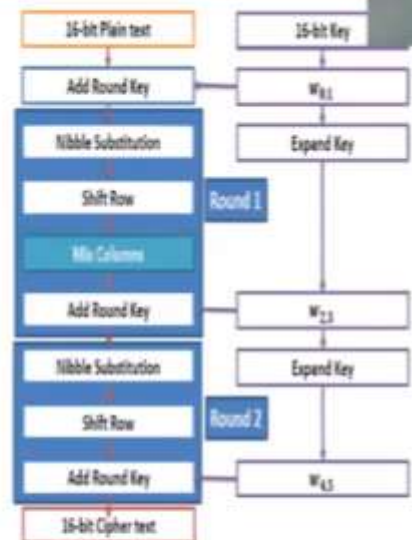 16-bit Plain text
16-bit Key
Add Round Key
W0,1
Nibble Substitution
Expand Key
Shift Row
Round 1
Mix Columns
Add Round Key
W2,3
Nibble Substitution
Expand Key
Shift Row
Round 2
Add Round Key
W4,5
16-bit Cipher text